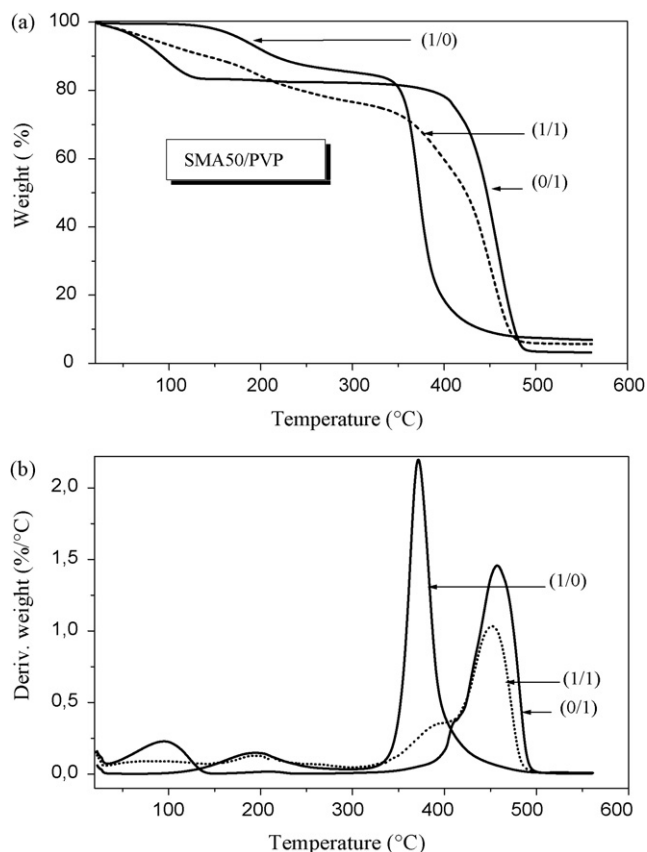 (a)
100
80
60
40
20
0
Weight ( %)
(1/0)
(1/1)
(0/1)
SMA50/PVP
100 200 300 400 500 600
Temperature (°C)
(b)
2,0
1,5
1,0
0,5
0,0
Deriv. weight (%/°C)
(1/0)
(1/1)
(0/1)
100 200 300 400 500 600
Temperature (°C)